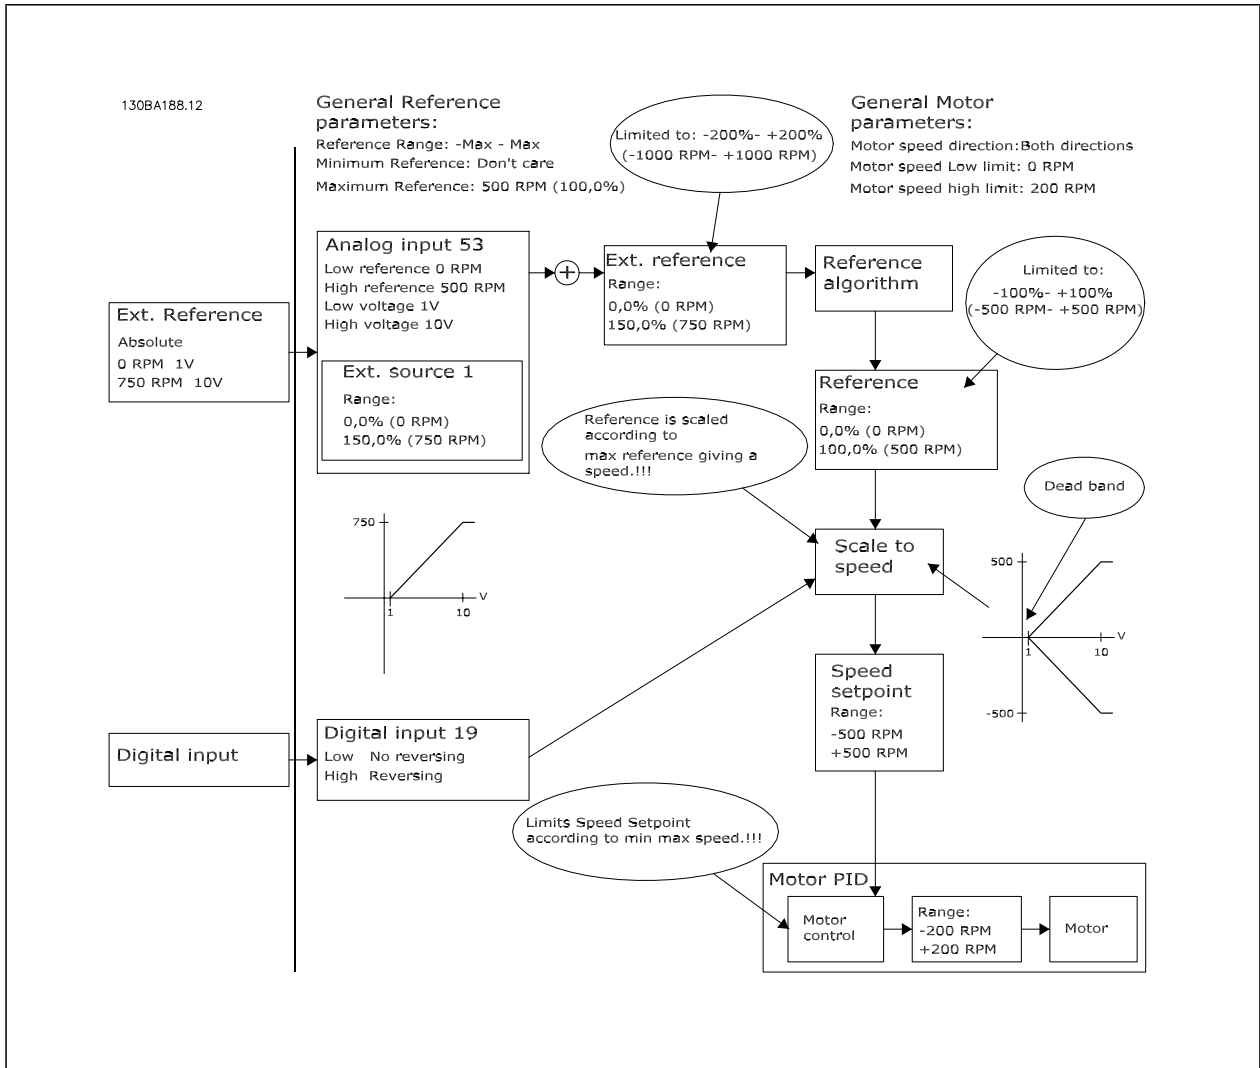 130BA188.12
General Reference
parameters:
Reference Range: -Max - Max
Minimum Reference: Don't care
Maximum Reference: 500 RPM (100,0%)
Limited to: -200%- +200%
(-1000 RPM- +1000 RPM)
General Motor
parameters:
Motor speed direction:Both directions
Motor speed Low limit: 0 RPM
Motor speed high limit: 200 RPM
Ext. Reference
Absolute
0 RPM 1V
750 RPM 10V
Analog input 53
Low reference 0 RPM
High reference 500 RPM
Low voltage 1V
High voltage 10V
Ext. source 1
Range:
0,0% (0 RPM)
150,0% (750 RPM)
+
Ext. reference
Range:
0,0% (0 RPM)
150,0% (750 RPM)
Reference
algorithm
Limited to:
-100%- +100%
(-500 RPM- +500 RPM)
Reference
Range:
0,0% (0 RPM)
100,0% (500 RPM)
Reference is scaled
according to
max reference giving a
speed.!!!
Dead band
750
1
10
V
Scale to
speed
500
V
1
10
-500
Speed
setpoint
Range:
-500 RPM
+500 RPM
Digital input
Digital input 19
Low No reversing
High Reversing
Limits Speed Setpoint
according to min max speed.!!!
Motor PID
Motor
control
Range:
-200 RPM
+200 RPM
Motor